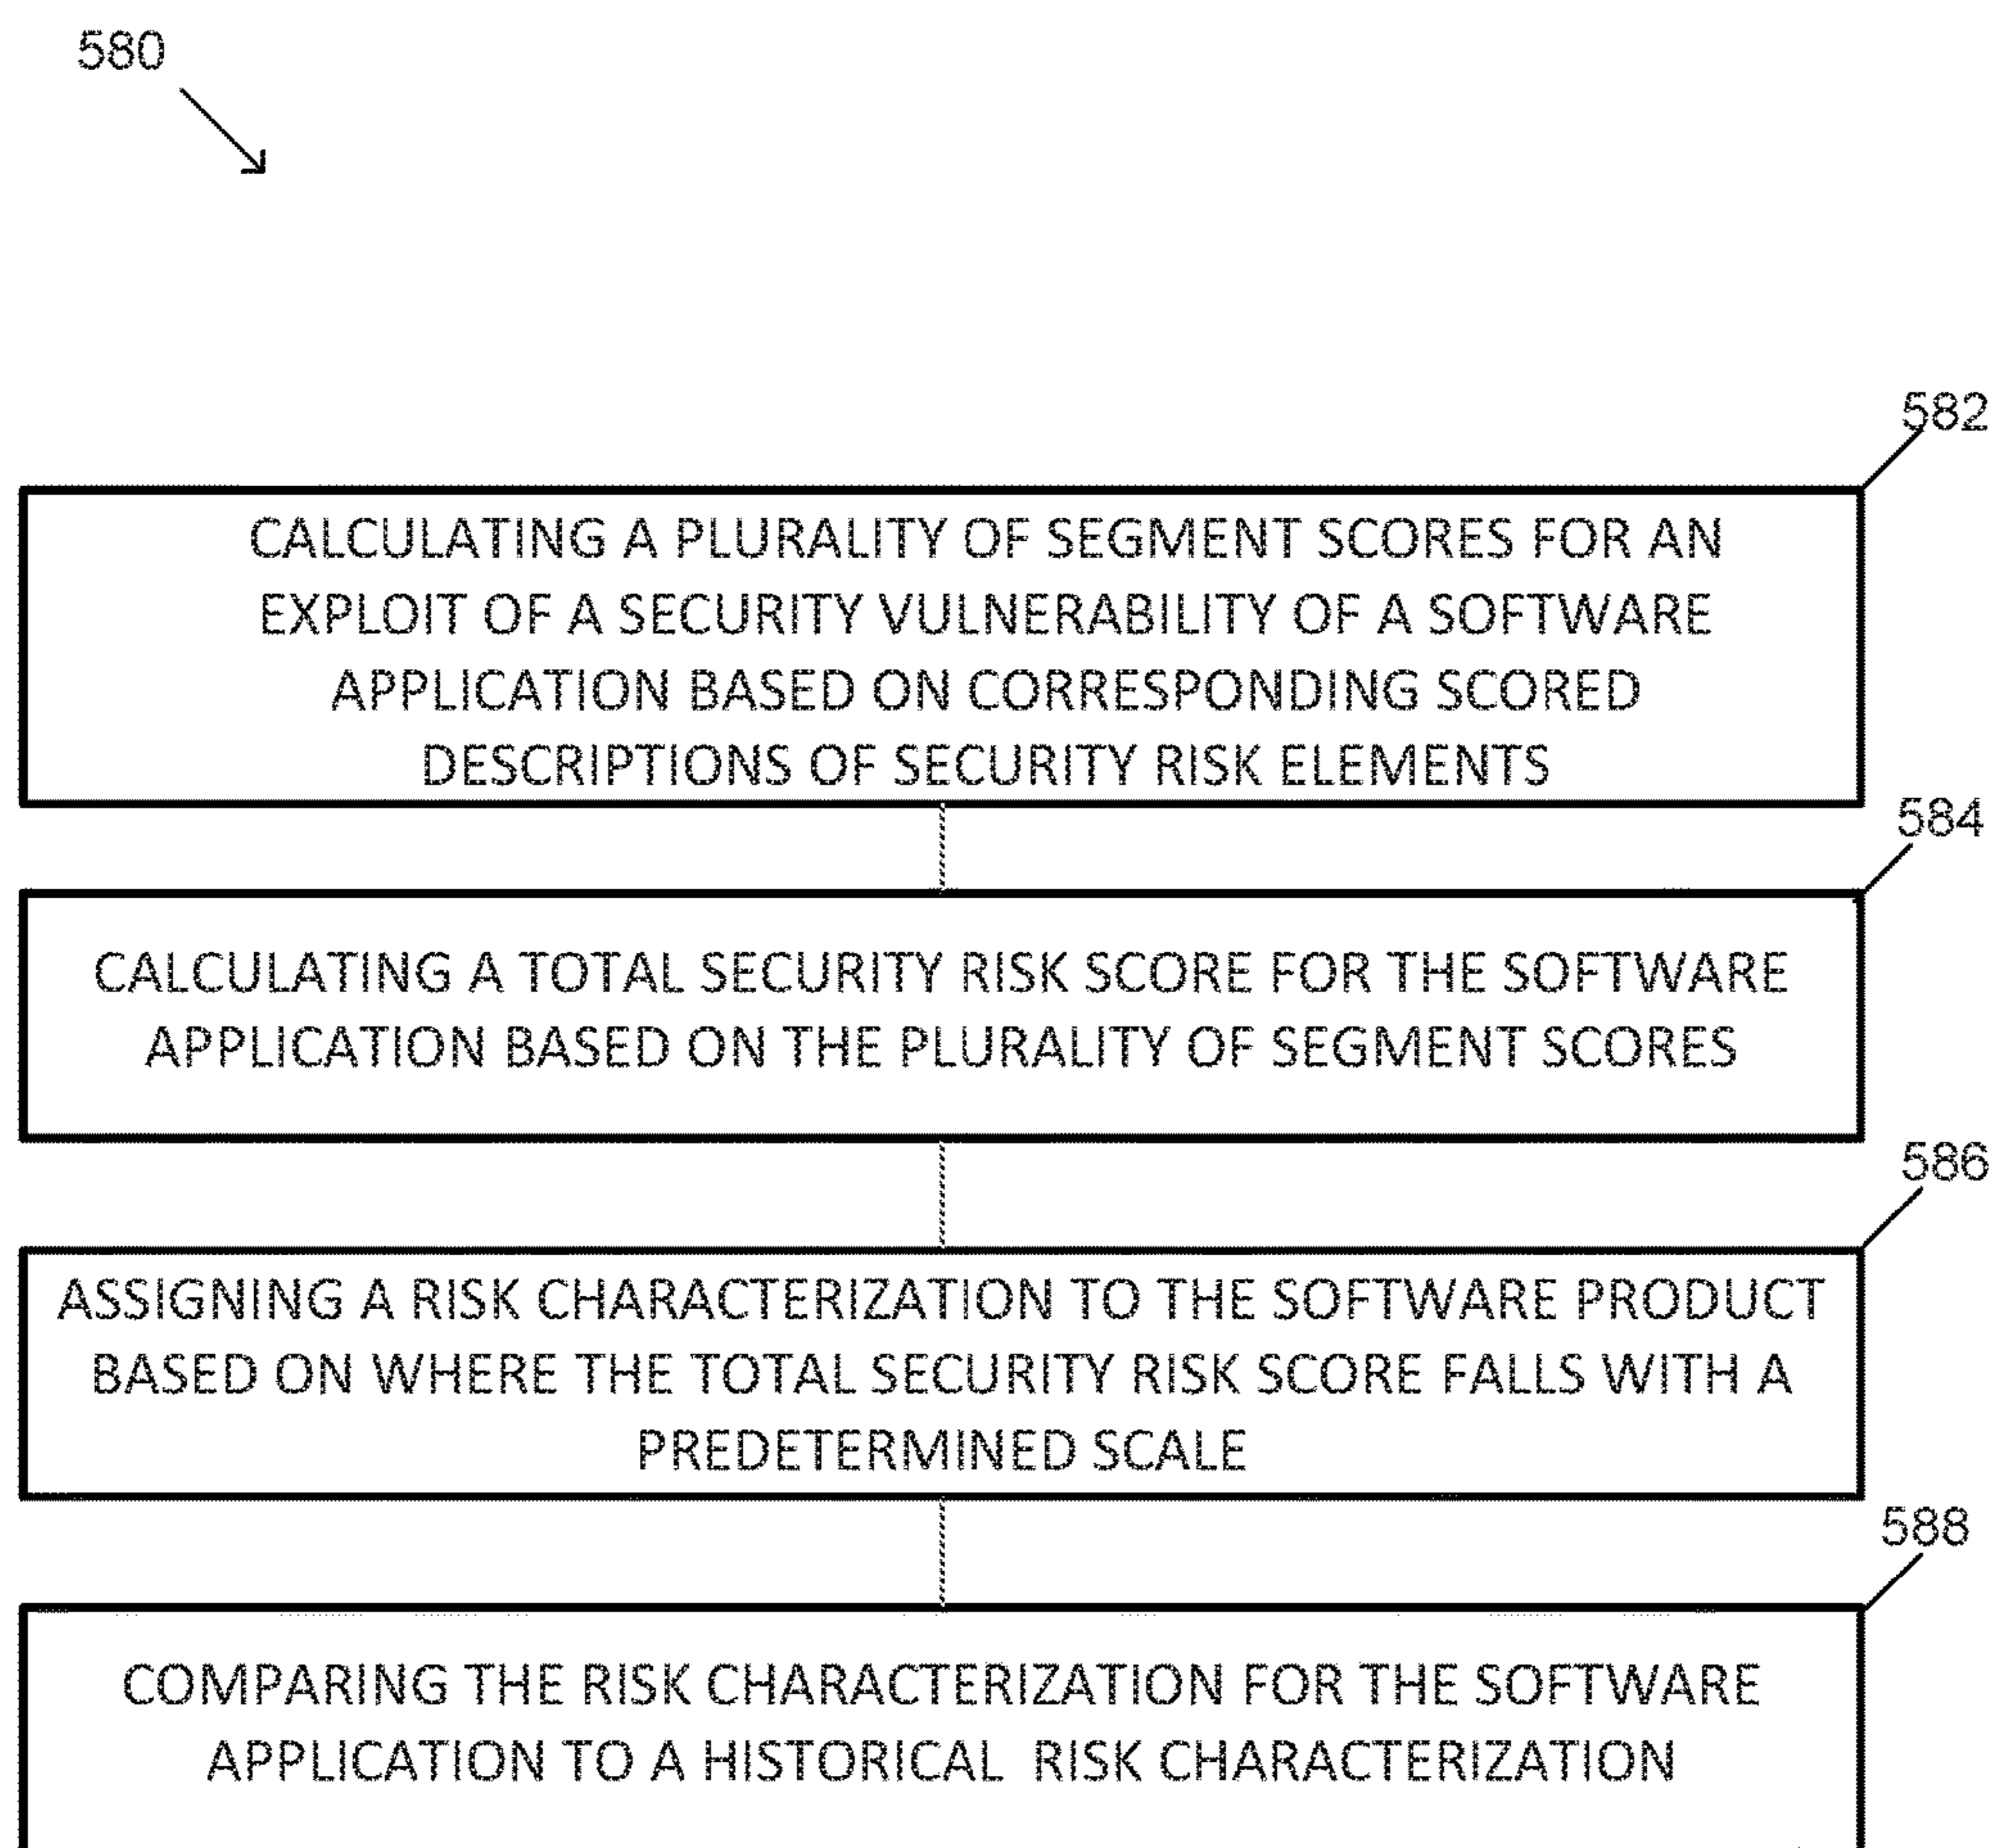 580
582
CALCULATING A PLURALITY OF SEGMENT SCORES FOR AN
EXPLOIT OF A SECURITY VULNERABILITY OF A SOFTWARE
APPLICATION BASED ON CORRESPONDING SCORED
DESCRIPTIONS OF SECURITY RISK ELEMENTS
584
CALCULATING A TOTAL SECURITY RISK SCORE FOR THE SOFTWARE
APPLICATION BASED ON THE PLURALITY OF SEGMENT SCORES
586
ASSIGNING A RISK CHARACTERIZATION TO THE SOFTWARE PRODUCT
BASED ON WHERE THE TOTAL SECURITY RISK SCORE FALLS WITH A
PREDETERMINED SCALE
588
COMPARING THE RISK CHARACTERIZATION FOR THE SOFTWARE
APPLICATION TO A HISTORICAL RISK CHARACTERIZATION